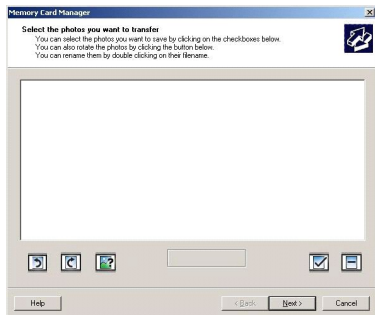 Memory Card Manager
Select the photos you want to transfer
You can select the photos you want to save by clicking on the checkboxes below.
You can also rotate the photos by clicking the button below.
You can rename them by double clicking on their filename.
Help
< Back
Next >
Cancel